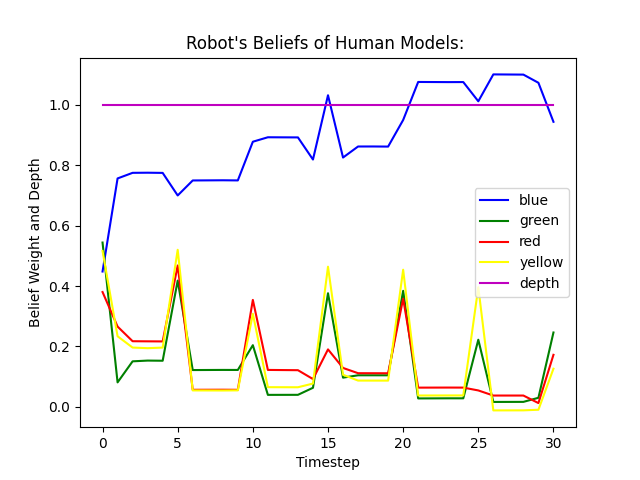 Robot's Beliefs of Human Models:
Belief Weight and Depth
1.0
0.8
0.6
0.4
0.2
0.0
blue
green
red
yellow
depth
0 5 10 15 20 25 30
Timestep